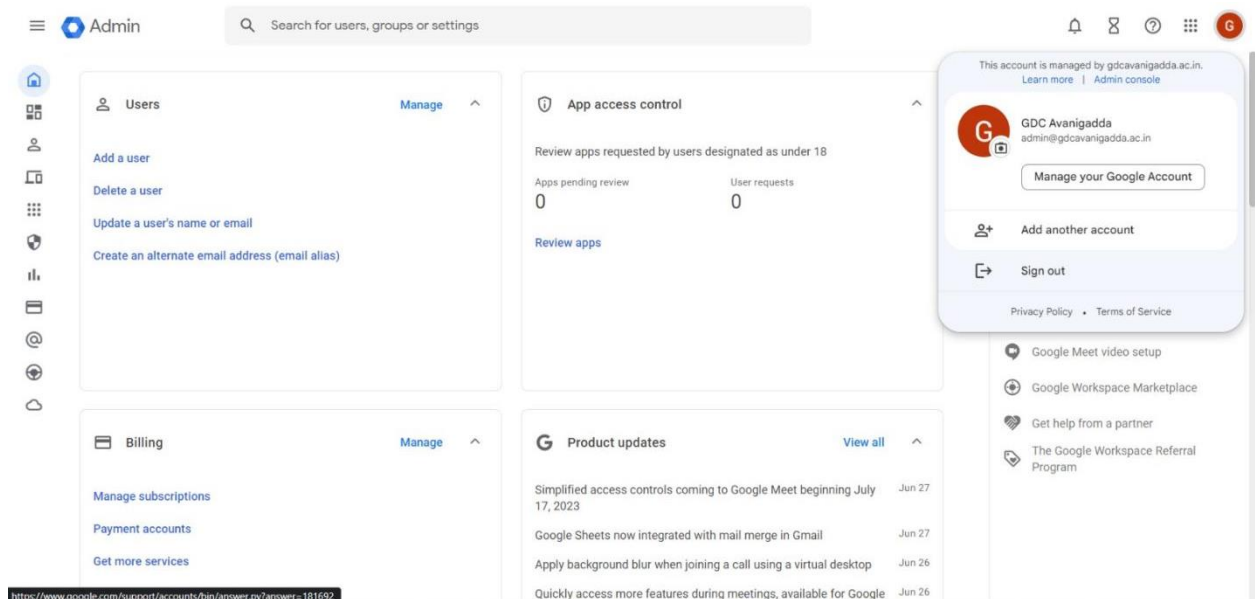 Admin
Search for users, groups or settings
G
This account is managed by gdcavanigadda.ac.in.
Learn more | Admin console
G
GDC Avanigadda
admin@gdcavanigadda.ac.in
Manage your Google Account
Add another account
Sign out
Privacy Policy • Terms of Service
Users
Manage
Add a user
Delete a user
Update a user's name or email
Create an alternate email address (email alias)
App access control
Review apps requested by users designated as under 18
Apps pending review
User requests
0
0
Review apps
Google Meet video setup
Google Workspace Marketplace
Get help from a partner
The Google Workspace Referral
Program
Billing
Manage
Manage subscriptions
Payment accounts
Get more services
G Product updates
View all
Simplified access controls coming to Google Meet beginning July
17, 2023
Jun 27
Google Sheets now integrated with mail merge in Gmail
Jun 27
Apply background blur when joining a call using a virtual desktop
Jun 26
Quickly access more features during meetings, available for Google
Jun 26
https://www.google.com/support/accounts/bin/answer.py?answer=181692